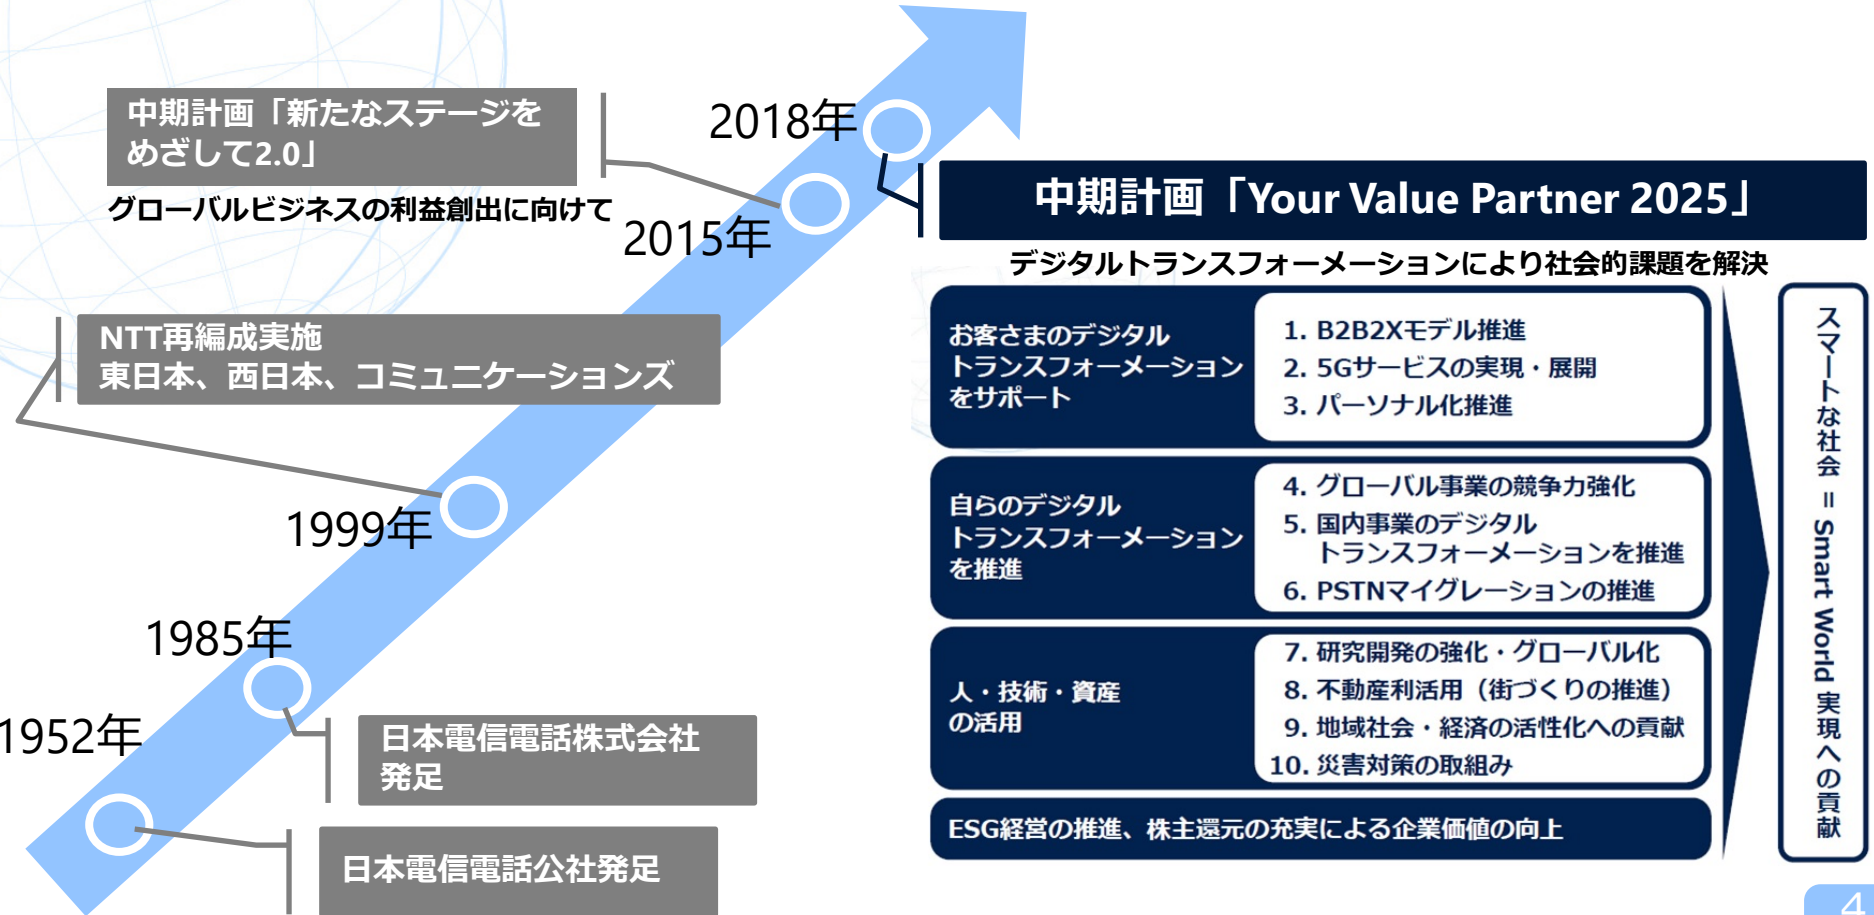 中期計画「新たなステージを
めざして2.0」
グローバルビジネスの利益創出に向けて
2018年
2015年
NTT再編成実施
東日本、西日本、コミュニケーションズ
1999年
1985年
日本電信電話株式会社
発足
1952年
日本電信電話公社発足
中期計画「Your Value Partner 2025」
デジタルトランスフォーメーションにより社会的課題を解決
お客さまのデジタル
トランスフォーメーション
をサポート
1. B2B2Xモデル推進
2. 5Gサービスの実現・展開
3. パーソナル化推進
自らのデジタル
トランスフォーメーション
を推進
4. グローバル事業の競争力強化
5. 国内事業のデジタル
トランスフォーメーションを推進
6. PSTNマイグレーションの推進
人・技術・資産
の活用
7. 研究開発の強化・グローバル化
8. 不動産利活用（街づくりの推進）
9. 地域社会・経済の活性化への貢献
10. 災害対策の取組み
ESG経営の推進、株主還元の充実による企業価値の向上
スマートな社会 = Smart World 実現への貢献
4